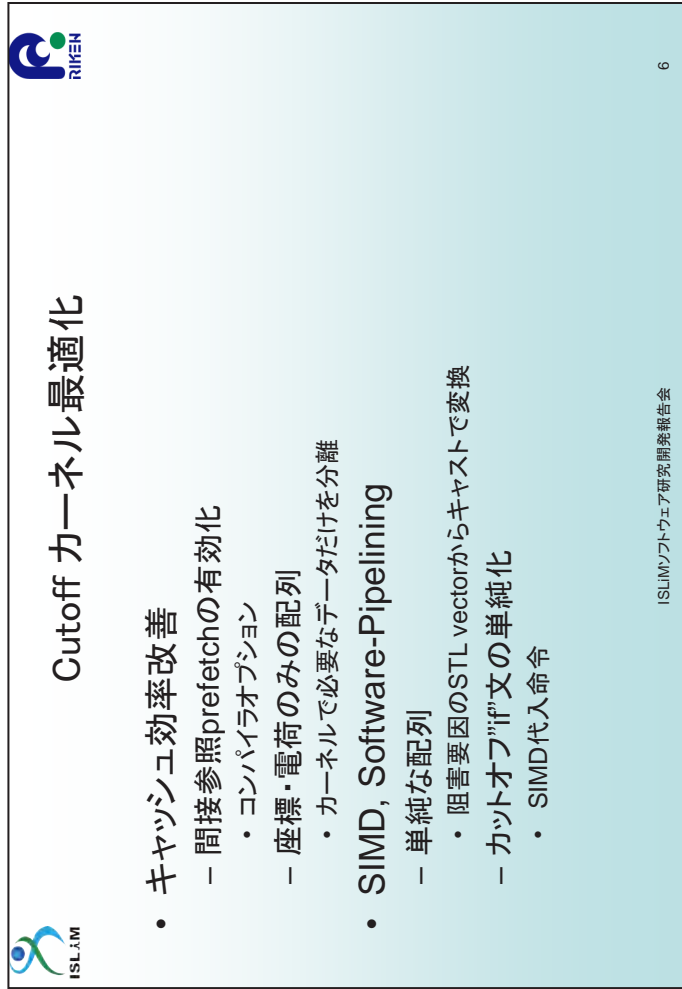 ISLiM
RIKEN
Cutoff カーネル最適化
• キャッシュ効率改善
– 間接参照prefetchの有効化
• コンパイラオプション
– 座標・電荷のみの配列
• カーネルで必要なデータだけを分離
• SIMD, Software-Pipelining
– 単純な配列
• 阻害要因のSTL vectorからキャストで変換
– カットオフ"if"文の単純化
• SIMD代入命令
ISLiMソフトウェア研究開発報告会
6